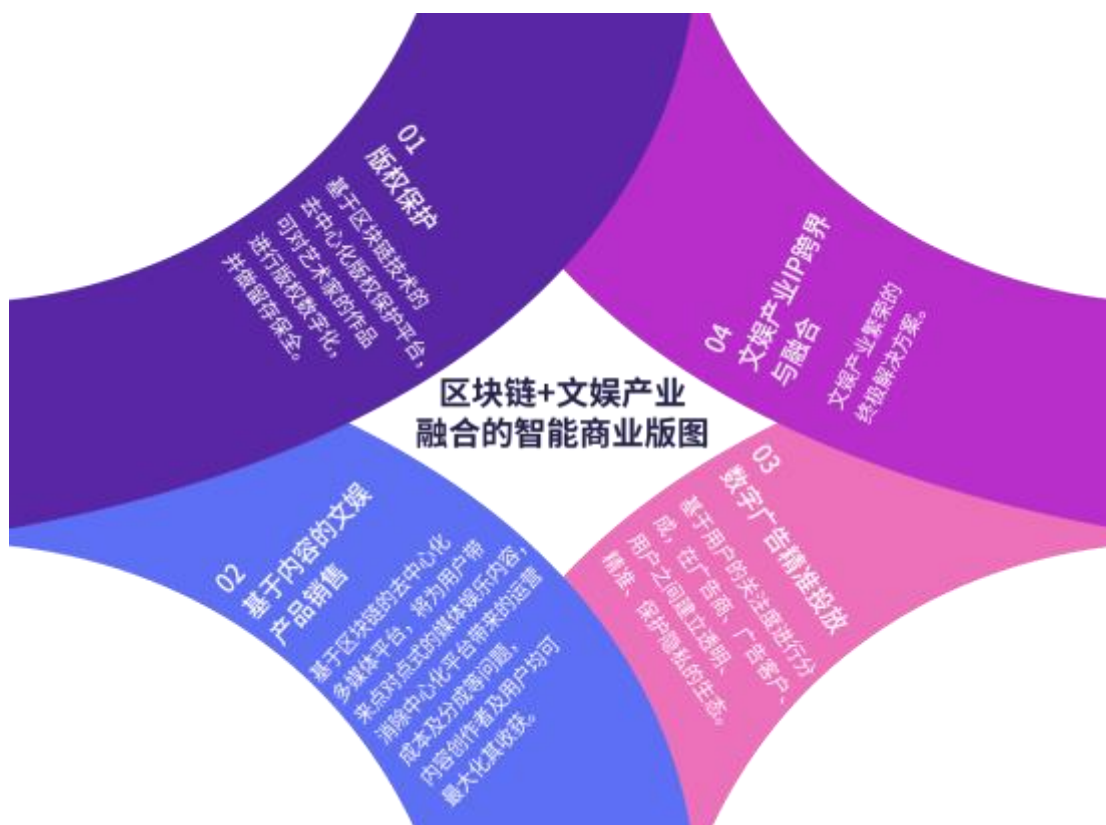 区块链+文娱产业
融合的智能商业版图
01
版权保护
基于区块链技术的
去中心化版权保护平台，
可对艺术家的作品
进行版权数字化，
并做留存保全。
02
基于内容的文娱
产品销售
基于区块链的去中心化
多媒体平台，将为用户带
来点对点式的媒体娱乐内容，
消除中心化平台带来的运营
成本及分成等问题，
内容创作者及用户均可
最大化其收获。
03
数字广告精准投放
基于用户的关注度进行分
成，在广告商、广告客户、
用户之间建立透明、
精准、保护隐私的生态。
04
文娱产业IP跨界
与融合
文娱产业繁荣的
终极解决方案。